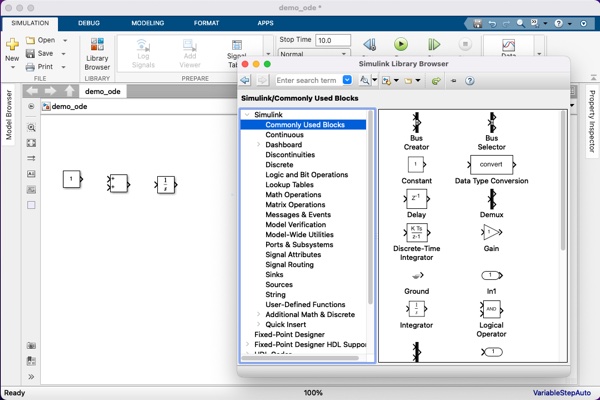 demo_ode *
SIMULATION DEBUG MODELING FORMAT APPS
New
Open
Save
Print
FILE
Library
Browser
LIBRARY
Log
Signals
Add
Viewer
Signal
PREPARE
Stop Time 10.0
Normal
Data
Simulink Library Browser
Enter search term
Simulink/Commonly Used Blocks
Model Browser
demo_ode
demo_ode
Property Inspector
1
+
+
1
s
Simulink
Commonly Used Blocks
Continuous
Dashboard
Discontinuities
Discrete
Logic and Bit Operations
Lookup Tables
Math Operations
Matrix Operations
Messages & Events
Model Verification
Model-Wide Utilities
Ports & Subsystems
Signal Attributes
Signal Routing
Sinks
Sources
String
User-Defined Functions
Additional Math & Discrete
Quick Insert
Fixed-Point Designer
Fixed-Point Designer HDL Suppo
HDL Coder
Bus
Creator
Bus
Selector
1
Constant
convert
Data Type Conversion
Z-1
Delay
Demux
K Ts
z-1
Discrete-Time
Integrator
1
Gain
Ground
1
In1
1
s
Integrator
AND
Logical
Operator
1
Ready
100%
VariableStepAuto